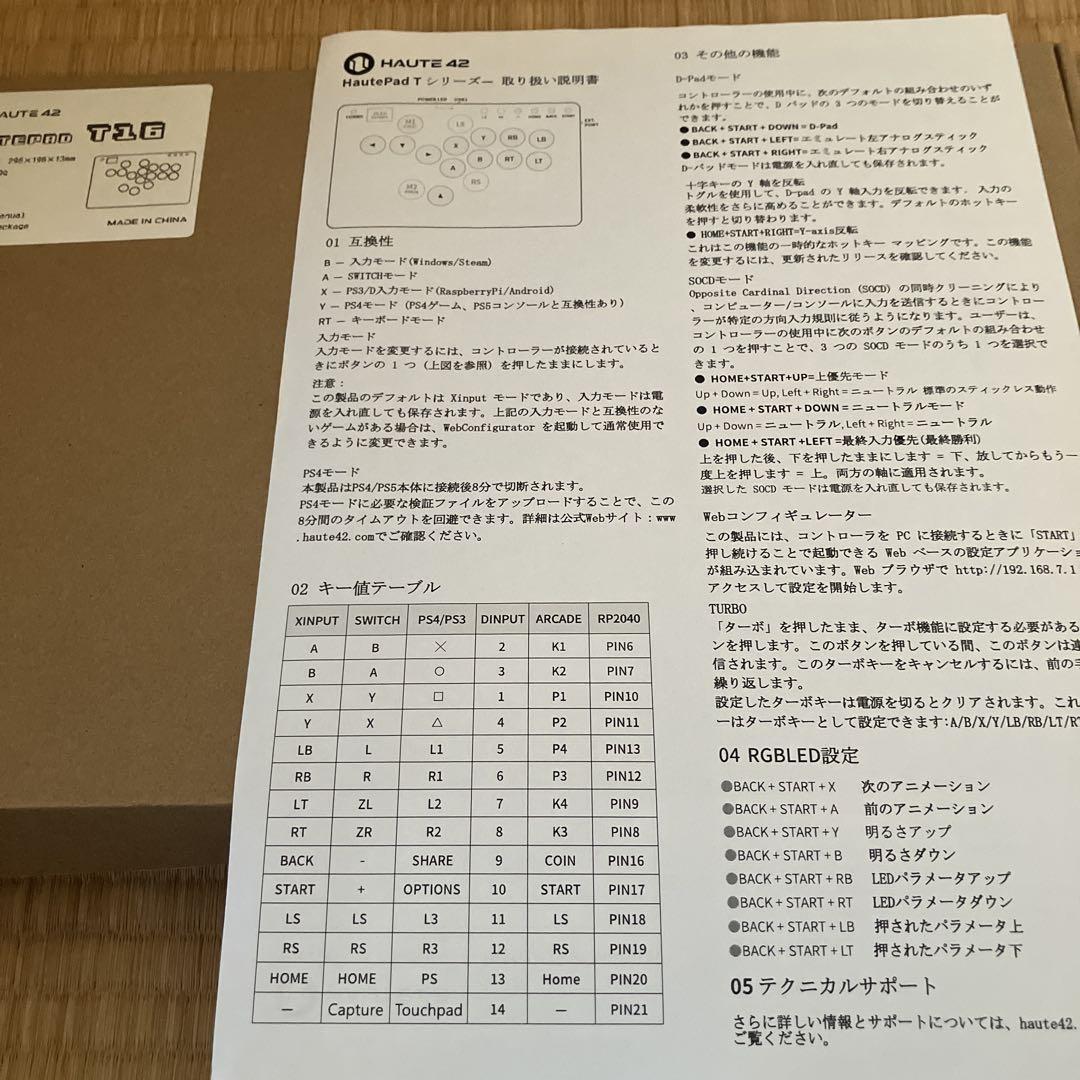 HAUTE 42
T16
MADE IN CHINA
HAUTE 42
HautePad T シリーズー 取り扱い説明書
M1
LS
Y
RB
LB
X
B
RT
LT
A
RS
M2
01 互換性
B － 入力モード(Windows/Steam)
A － SWITCHモード
X － PS3/D入力モード(RaspberryPi/Android)
Y － PS4モード (PS4ゲーム、PS5コンソールと互換性あり)
RT － キーボードモード
入力モード
入力モードを変更するには、コントローラーが接続されていると
きにボタンの 1 つ (上図を参照) を押したままにします。
注意：
この製品のデフォルトは Xinput モードであり、入力モードは電
源を入れ直しても保存されます。上記の入力モードと互換性のな
いゲームがある場合は、WebConfigurator を起動して通常使用で
きるように変更できます。
PS4モード
本製品はPS4/PS5本体に接続後8分で切断されます。
PS4モードに必要な検証ファイルをアップロードすることで、この
8分間のタイムアウトを回避できます。詳細は公式Webサイト：www
.haute42.comでご確認ください。
02 キー値テーブル
XINPUT SWITCH PS4/PS3 DINPUT ARCADE RP2040
A B × 2 K1 PIN6
B A ○ 3 K2 PIN7
X Y □ 1 P1 PIN10
Y X △ 4 P2 PIN11
LB L L1 5 P4 PIN13
RB R R1 6 P3 PIN12
LT ZL L2 7 K4 PIN9
RT ZR R2 8 K3 PIN8
BACK - SHARE 9 COIN PIN16
START + OPTIONS 10 START PIN17
LS LS L3 11 LS PIN18
RS RS R3 12 RS PIN19
HOME HOME PS 13 Home PIN20
— Capture Touchpad 14 — PIN21
03 その他の機能
D-Padモード
コントローラーの使用中に、次のデフォルトの組み合わせのいず
れかを押すことで、D パッドの 3 つのモードを切り替えることが
できます。
● BACK + START + DOWN = D-Pad
● BACK + START + LEFT= エミュレート左アナログスティック
● BACK + START + RIGHT= エミュレート右アナログスティック
D-パッドモードは電源を入れ直しても保存されます。
十字キーの Y 軸を反転
トグルを使用して、D-pad の Y 軸入力を反転できます. 入力の
柔軟性をさらに高めることができます。デフォルトのホットキー
を押すと切り替わります。
● HOME+START+RIGHT=Y-axis反転
これはこの機能の一時的なホットキー マッピングです。この機能
を変更するには、更新されたリリースを確認してください。
SOCDモード
Opposite Cardinal Direction (SOCD) の同時クリーニングにより
、コンピューター/コンソールに入力を送信するときにコントロー
ラーが特定の方向入力規則に従うようになります。ユーザーは、
コントローラーの使用中に次のボタンのデフォルトの組み合わせ
の 1 つを押すことで、3 つの SOCD モードのうち 1 つを選択で
きます。
● HOME+START+UP=上優先モード
Up + Down = Up, Left + Right = ニュートラル 標準のスティックレス動作
● HOME + START + DOWN = ニュートラルモード
Up + Down = ニュートラル, Left + Right = ニュートラル
● HOME + START +LEFT =最終入力優先(最終勝利)
上を押した後、下を押したままにします = 下、放してからもう一
度上を押します = 上。両方の軸に適用されます。
選択した SOCD モードは電源を入れ直しても保存されます。
Webコンフィギュレーター
この製品には、コントローラを PC に接続するときに「START」
押し続けることで起動できる Web ベースの設定アプリケーショ
が組み込まれています。Web ブラウザで http://192.168.7.1
アクセスして設定を開始します。
TURBO
「ターボ」を押したまま、ターボ機能に設定する必要がある
ンを押します。このボタンを押している間、このボタンは連
信されます。このターボキーをキャンセルするには、前の手
繰り返します。
設定したターボキーは電源を切るとクリアされます。これ
ーはターボキーとして設定できます:A/B/X/Y/LB/RB/LT/RT
04 RGBLED設定
●BACK + START + X 次のアニメーション
●BACK + START + A 前のアニメーション
●BACK + START + Y 明るさアップ
●BACK + START + B 明るさダウン
●BACK + START + RB LEDパラメータアップ
●BACK + START + RT LEDパラメータダウン
●BACK + START + LB 押されたパラメータ上
●BACK + START + LT 押されたパラメータ下
05 テクニカルサポート
さらに詳しい情報とサポートについては、haute42.
ご覧ください。